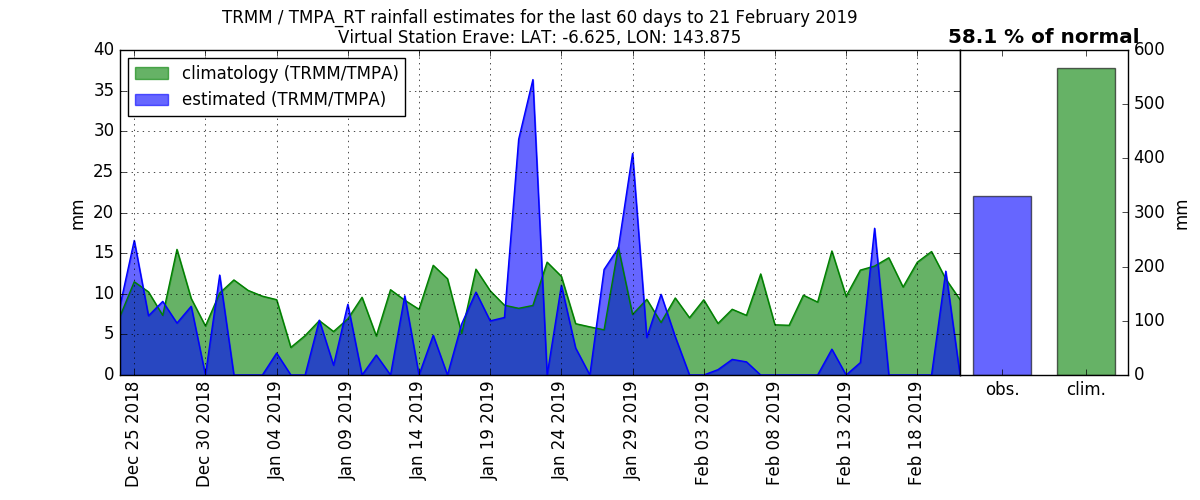 TRMM / TMPA_RT rainfall estimates for the last 60 days to 21 February 2019
Virtual Station Erave: LAT: -6.625, LON: 143.875
58.1 % of normal
climatology (TRMM/TMPA)
estimated (TRMM/TMPA)
40
35
30
25
20
15
10
5
0
mm
Dec 25 2018
Dec 30 2018
Jan 04 2019
Jan 09 2019
Jan 14 2019
Jan 19 2019
Jan 24 2019
Jan 29 2019
Feb 03 2019
Feb 08 2019
Feb 13 2019
Feb 18 2019
600
500
400
300
200
100
0
mm
obs.
clim.